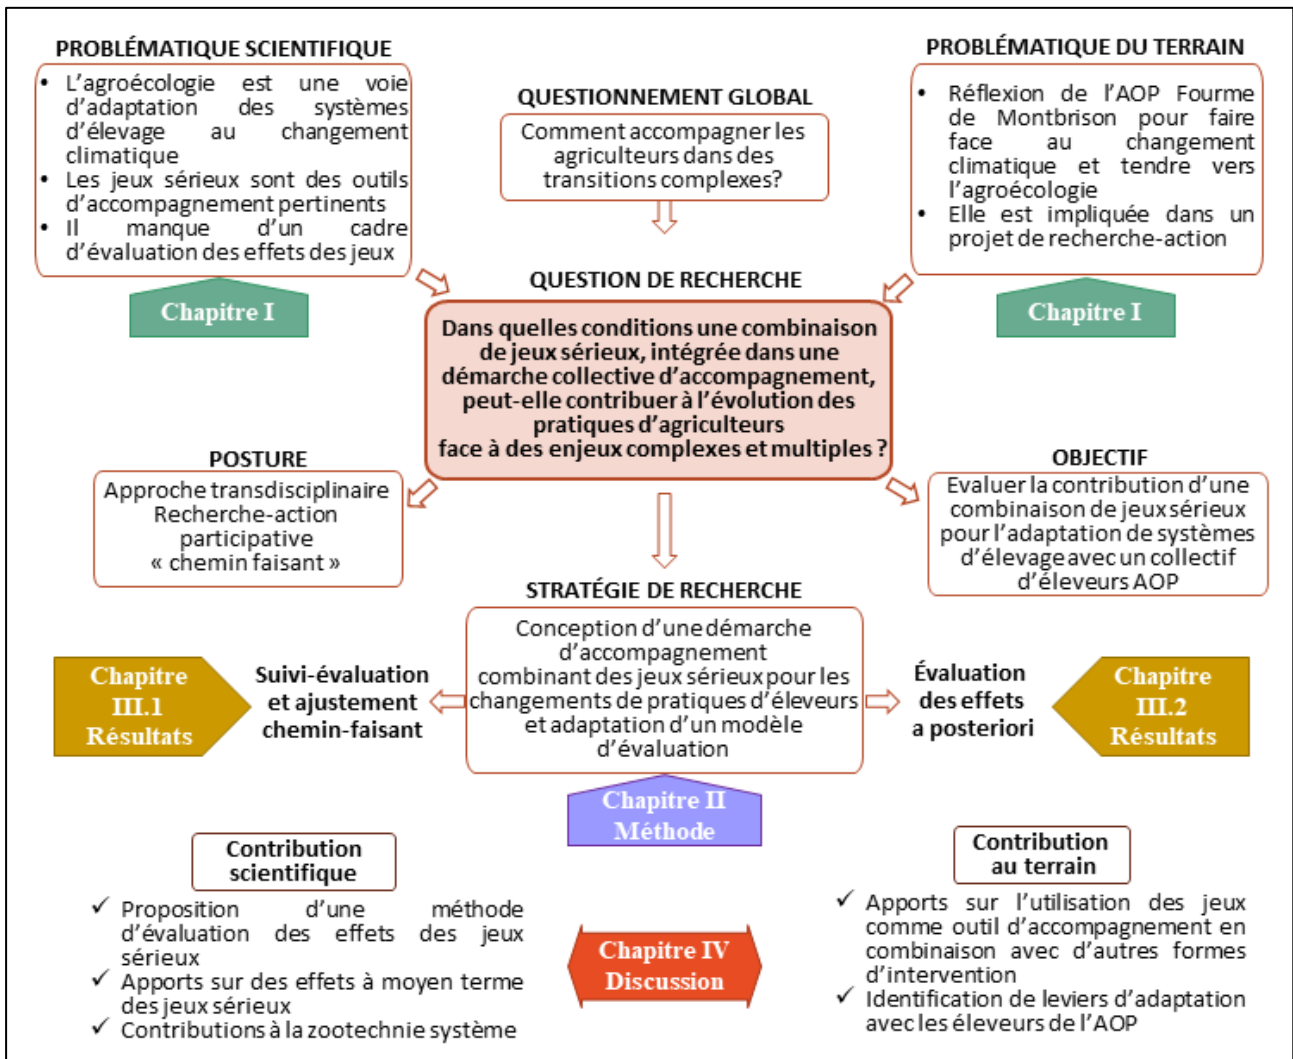 PROBLÉMATIQUE SCIENTIFIQUE
• L'agroécologie est une voie
d'adaptation des systèmes
d'élevage au changement
climatique
• Les jeux sérieux sont des outils
d'accompagnement pertinents
• Il manque d'un cadre
d'évaluation des effets des jeux
Chapitre I
QUESTIONNEMENT GLOBAL
Comment accompagner les
agriculteurs dans des
transitions complexes?
PROBLÉMATIQUE DU TERRAIN
• Réflexion de l'AOP Fourme
de Montbrison pour faire
face au changement
climatique et tendre vers
l'agroécologie
• Elle est impliquée dans un
projet de recherche-action
Chapitre I
QUESTION DE RECHERCHE
Dans quelles conditions une combinaison
de jeux sérieux, intégrée dans une
démarche collective d'accompagnement,
peut-elle contribuer à l'évolution des
pratiques d'agriculteurs
face à des enjeux complexes et multiples ?
POSTURE
Approche transdisciplinaire
Recherche-action
participative
« chemin faisant »
OBJECTIF
Evaluer la contribution d'une
combinaison de jeux sérieux
pour l'adaptation de systèmes
d'élevage avec un collectif
d'éleveurs AOP
STRATÉGIE DE RECHERCHE
Conception d'une démarche
d'accompagnement
combinant des jeux sérieux pour les
changements de pratiques d'éleveurs
et adaptation d'un modèle
d'évaluation
Chapitre
III.1
Résultats
Suivi-évaluation
et ajustement
chemin-faisant
Évaluation
des effets
a posteriori
Chapitre
III.2
Résultats
Chapitre II
Méthode
Contribution
scientifique
✓ Proposition d'une méthode
d'évaluation des effets des jeux
sérieux
✓ Apports sur des effets à moyen terme
des jeux sérieux
✓ Contributions à la zootechnie système
Chapitre IV
Discussion
Contribution
au terrain
✓ Apports sur l'utilisation des jeux
comme outil d'accompagnement en
combinaison avec d'autres formes
d'intervention
✓ Identification de leviers d'adaptation
avec les éleveurs de l'AOP